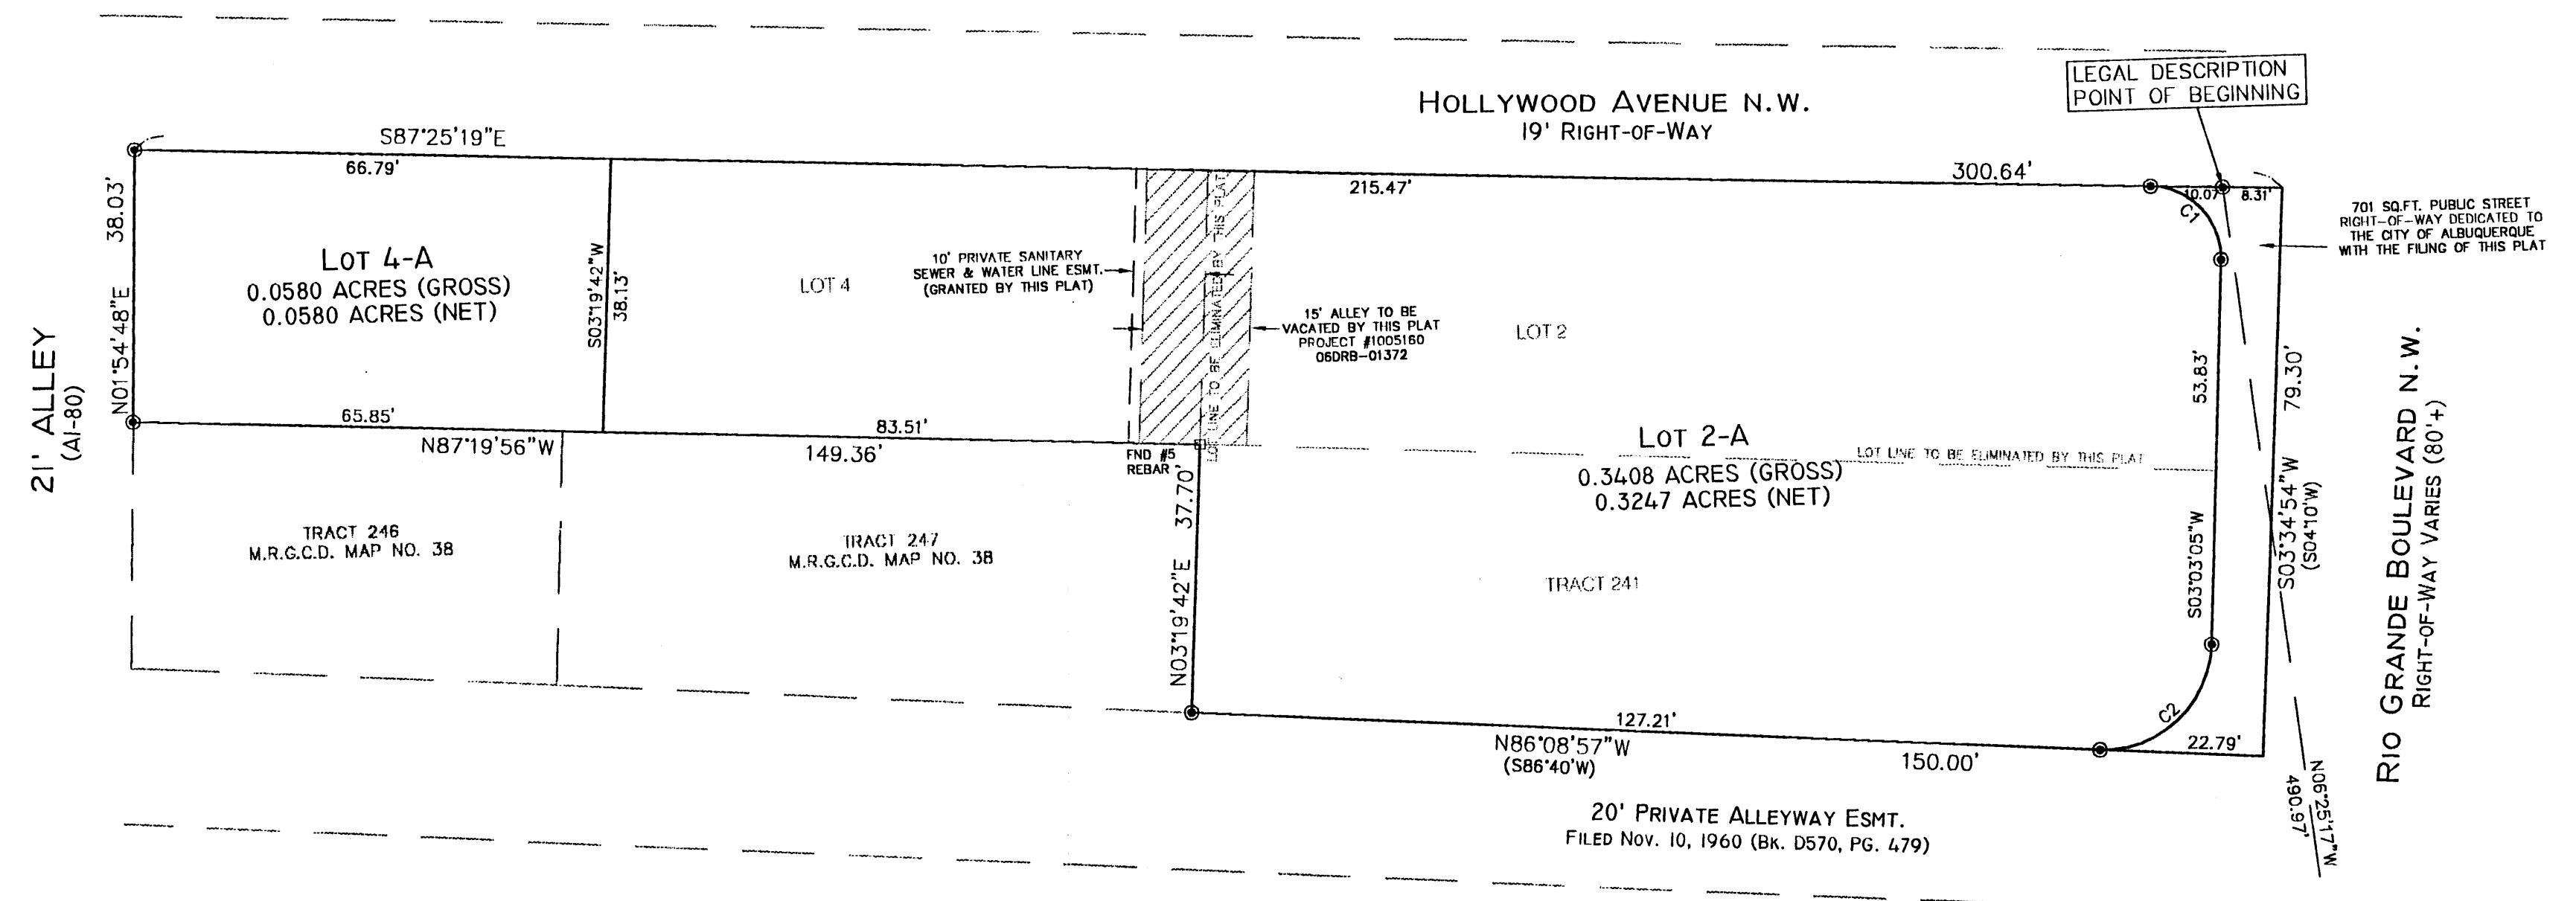 LEGAL DESCRIPTION
POINT OF BEGINNING
HOLLYWOOD AVENUE N.W.
19' RIGHT-OF-WAY
S87°25'19"E
66.79'
215.47'
300.64'
10.07'
8.31'
C1
701 SQ.FT. PUBLIC STREET
RIGHT-OF-WAY DEDICATED TO
THE CITY OF ALBUQUERQUE
WITH THE FILING OF THIS PLAT
21' ALLEY
(A1-80)
N01°54'48"E
38.03'
LOT 4-A
0.0580 ACRES (GROSS)
0.0580 ACRES (NET)
S03°19'42"W
38.13'
LOT 4
10' PRIVATE SANITARY
SEWER & WATER LINE ESMT.
(GRANTED BY THIS PLAT)
LOT LINE TO BE ELIMINATED BY THIS PLAT
15' ALLEY TO BE
VACATED BY THIS PLAT
PROJECT #1005160
06DRB-01372
LOT 2
53.83'
S03°03'05"W
79.30'
S03°34'54"W
(S04°10'W)
RIO GRANDE BOULEVARD N.W.
RIGHT-OF-WAY VARIES (80'+)
65.85'
N87°19'56"W
83.51'
149.36'
FND #5
REBAR
LOT 2-A
0.3408 ACRES (GROSS)
0.3247 ACRES (NET)
LOT LINE TO BE ELIMINATED BY THIS PLAT
TRACT 246
M.R.G.C.D. MAP NO. 38
TRACT 247
M.R.G.C.D. MAP NO. 38
N03°19'42"E
37.70'
TRACT 241
C2
127.21'
22.79'
N86°08'57"W
(S86°40'W)
150.00'
N06°25'17"W
490.97'
20' PRIVATE ALLEYWAY ESMT.
FILED NOV. 10, 1960 (BK. D570, PG. 479)